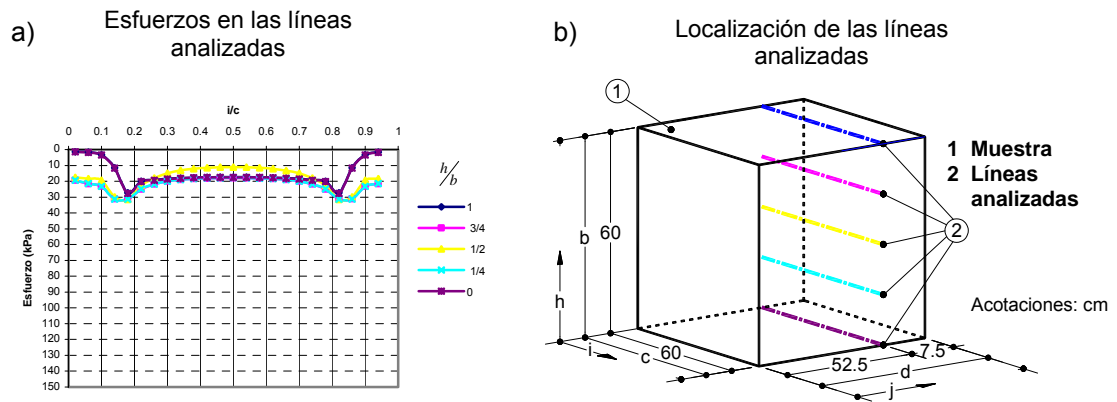 a)
Esfuerzos en las líneas
analizadas
i/c
0 0.1 0.2 0.3 0.4 0.5 0.6 0.7 0.8 0.9 1
0
10
20
30
40
50
60
70
80
90
100
110
120
130
140
150
Esfuerzo (kPa)
h/b
1
3/4
1/2
1/4
0
b)
Localización de las líneas
analizadas
1
1 Muestra
2 Líneas
analizadas
2
b
60
h
Acotaciones: cm
i
c
60
52.5
7.5
d
j